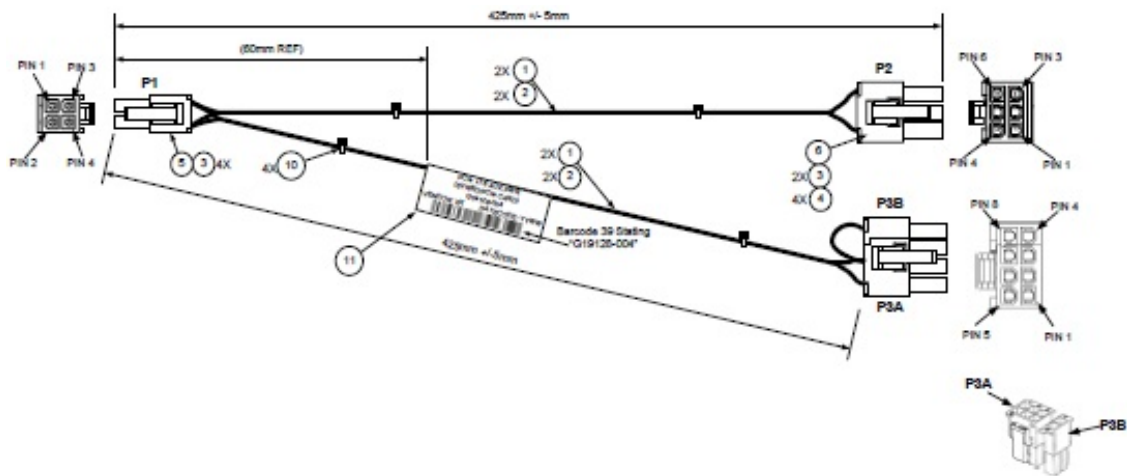 425mm +/- 5mm
(60mm REF)
P1
P2
PIN 1
PIN 3
PIN 2
PIN 4
2X 1
2X 2
PIN 6
PIN 3
PIN 4
PIN 1
5 3 4X
4X 10
6
2X 3
4X 4
2X 1
2X 2
P3B
P3A
PIN 8
PIN 4
PIN 5
PIN 1
11
Barcode 39 Stating
"G19128-004"
425mm +/-5mm
P3A
P3B